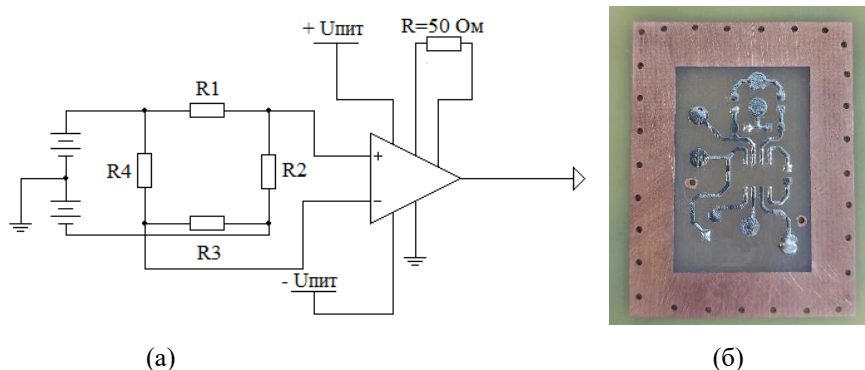 + Uпит
R=50 Ом
R1
R4
R2
+
−
R3
- Uпит
(а)
(б)